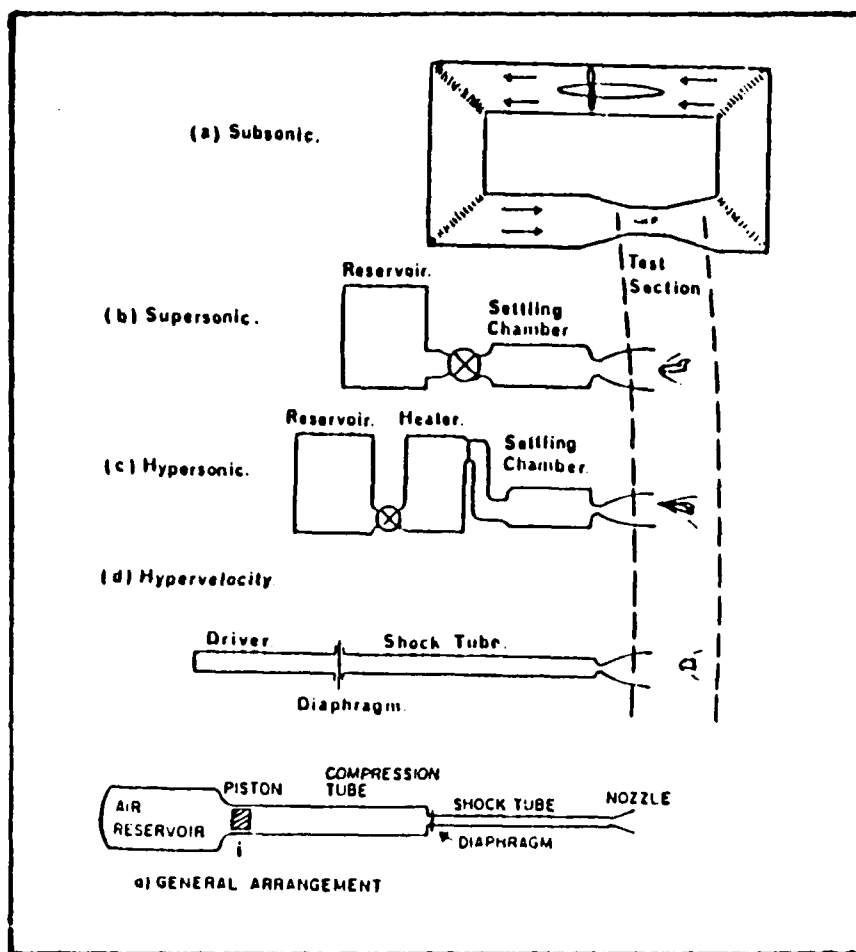 (a) Subsonic.
Test
Section
Reservoir.
(b) Supersonic.
Settling
Chamber
Reservoir. Heater.
Settling
Chamber.
(c) Hypersonic.
(d) Hypervelocity
Driver. Shock Tube.
Diaphragm.
AIR
RESERVOIR
PISTON
COMPRESSION
TUBE
SHOCK TUBE
NOZZLE
DIAPHRAGM
i
a) GENERAL ARRANGEMENT